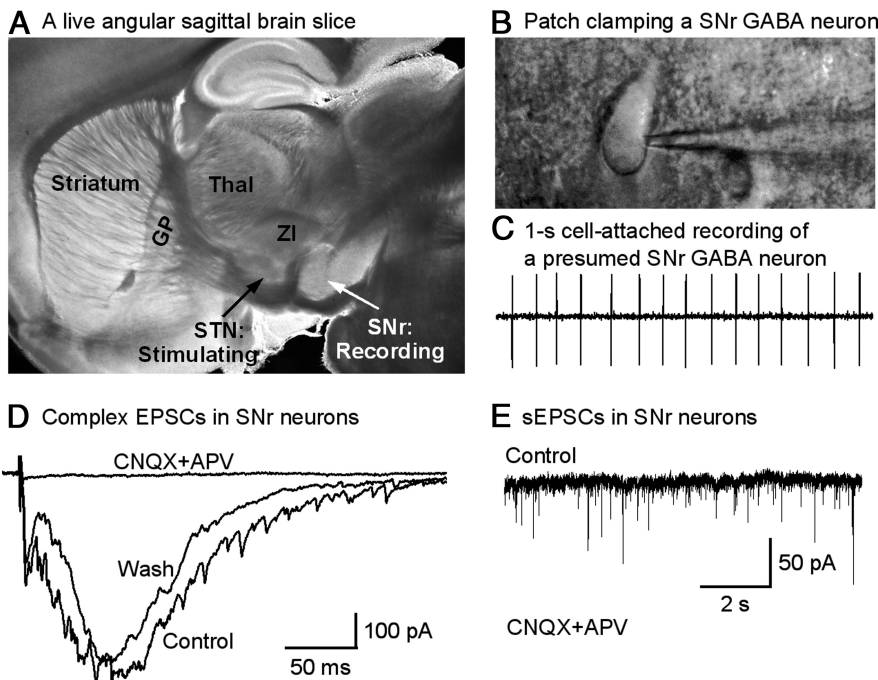 A A live angular sagittal brain slice
Striatum
Thal
GP
ZI
STN:
Stimulating
SNr:
Recording
B Patch clamping a SNr GABA neuron
C 1-s cell-attached recording of
a presumed SNr GABA neuron
D Complex EPSCs in SNr neurons
CNQX+APV
Wash
Control
100 pA
50 ms
E sEPSCs in SNr neurons
Control
50 pA
2 s
CNQX+APV